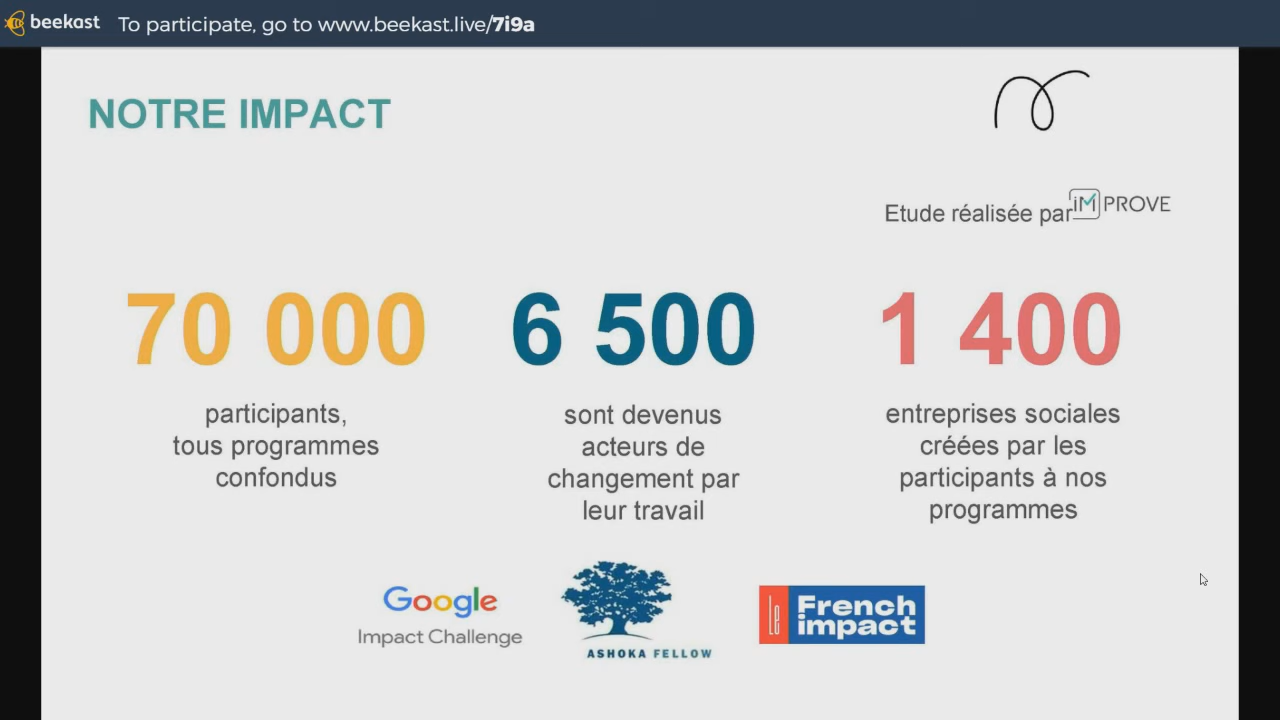 beekast To participate, go to www.beekast.live/7i9a
NOTRE IMPACT
Etude réalisée par iMPROVE
70 000
participants,
tous programmes
confondus
6 500
sont devenus
acteurs de
changement par
leur travail
1 400
entreprises sociales
créées par les
participants à nos
programmes
Google
Impact Challenge
ASHOKA FELLOW
le French
impact